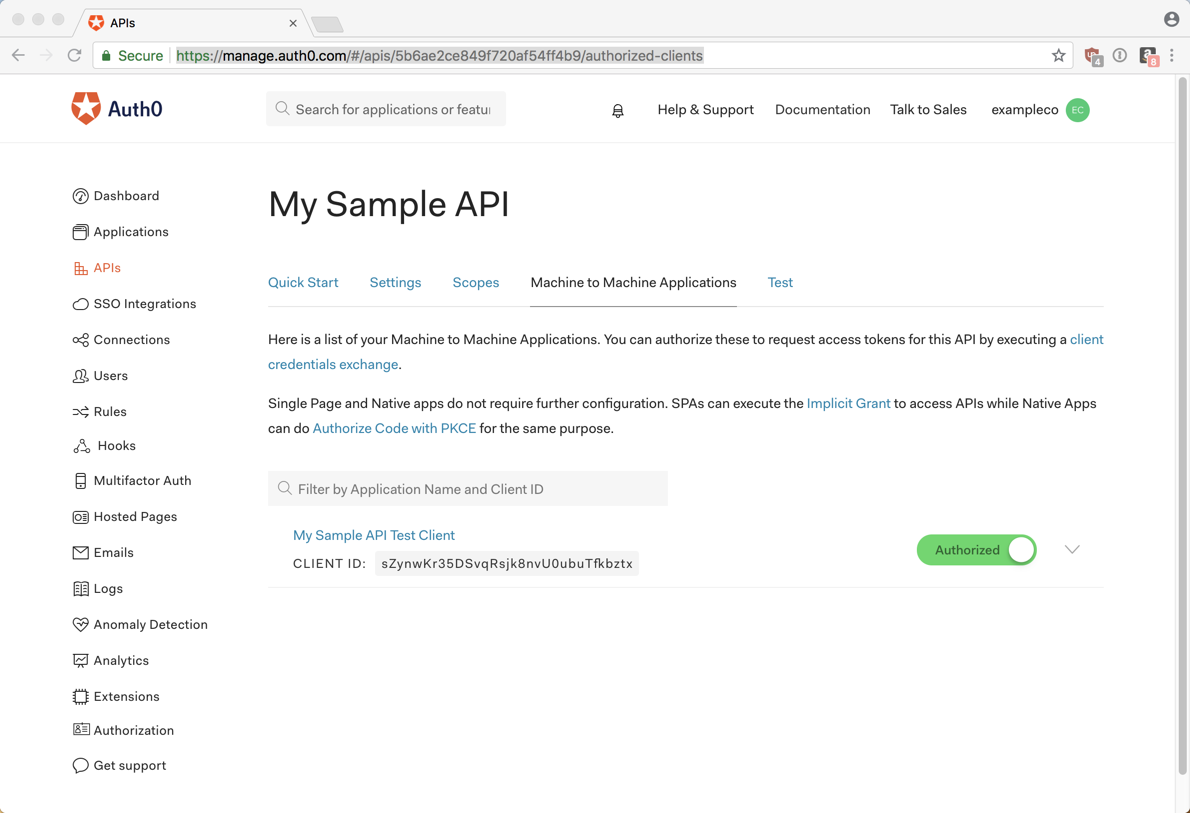 APIs
Secure https://manage.auth0.com/#/apis/5b6ae2ce849f720af54ff4b9/authorized-clients
4
8
Auth0
Search for applications or featu
Help & Support
Documentation
Talk to Sales
exampleco
EC
Dashboard
Applications
APIs
SSO Integrations
Connections
Users
Rules
Hooks
Multifactor Auth
Hosted Pages
Emails
Logs
Anomaly Detection
Analytics
Extensions
Authorization
Get support
My Sample API
Quick Start
Settings
Scopes
Machine to Machine Applications
Test
Here is a list of your Machine to Machine Applications. You can authorize these to request access tokens for this API by executing a client
credentials exchange.
Single Page and Native apps do not require further configuration. SPAs can execute the Implicit Grant to access APIs while Native Apps
can do Authorize Code with PKCE for the same purpose.
Filter by Application Name and Client ID
My Sample API Test Client
CLIENT ID: sZynwKr35DSvqRsjk8nvU0ubuTfkbztx
Authorized